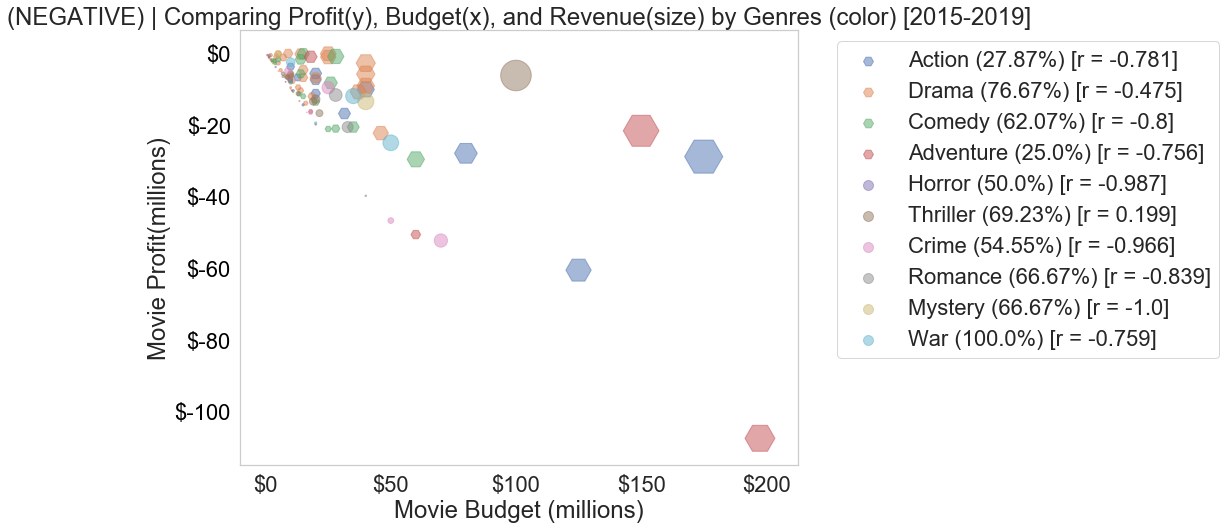 (NEGATIVE) | Comparing Profit(y), Budget(x), and Revenue(size) by Genres (color) [2015-2019]
$0
$-20
$-40
$-60
$-80
$-100
Movie Profit(millions)
$0 $50 $100 $150 $200
Movie Budget (millions)
Action (27.87%) [r = -0.781]
Drama (76.67%) [r = -0.475]
Comedy (62.07%) [r = -0.8]
Adventure (25.0%) [r = -0.756]
Horror (50.0%) [r = -0.987]
Thriller (69.23%) [r = 0.199]
Crime (54.55%) [r = -0.966]
Romance (66.67%) [r = -0.839]
Mystery (66.67%) [r = -1.0]
War (100.0%) [r = -0.759]